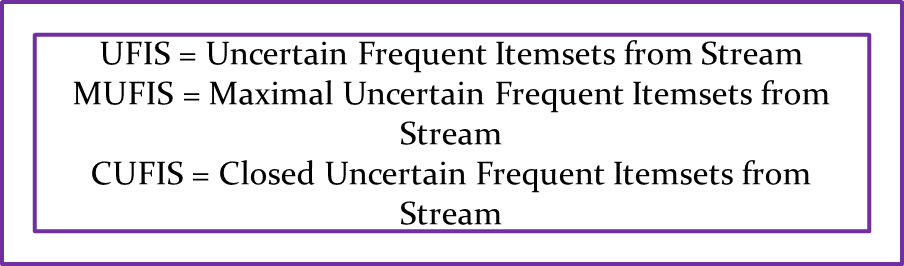 UFIS = Uncertain Frequent Itemsets from Stream
MUFIS = Maximal Uncertain Frequent Itemsets from
Stream
CUFIS = Closed Uncertain Frequent Itemsets from
Stream